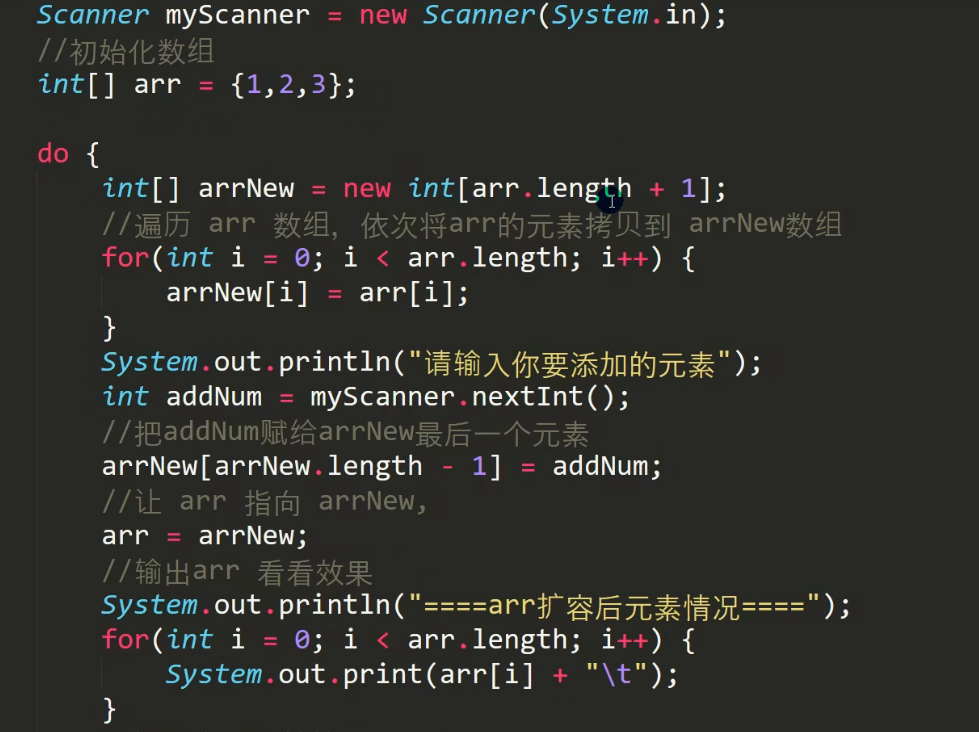 Scanner myScanner = new Scanner(System.in);
//初始化数组
int[] arr = {1,2,3};
do {
int[] arrNew = new int[arr.length + 1];
//遍历 arr 数组，依次将arr的元素拷贝到 arrNew数组
for(int i = 0; i < arr.length; i++) {
arrNew[i] = arr[i];
}
System.out.println("请输入你要添加的元素");
int addNum = myScanner.nextInt();
//把addNum赋给arrNew最后一个元素
arrNew[arrNew.length - 1] = addNum;
//让 arr 指向 arrNew,
arr = arrNew;
//输出arr 看看效果
System.out.println("====arr扩容后元素情况====");
for(int i = 0; i < arr.length; i++) {
System.out.print(arr[i] + "\t");
}